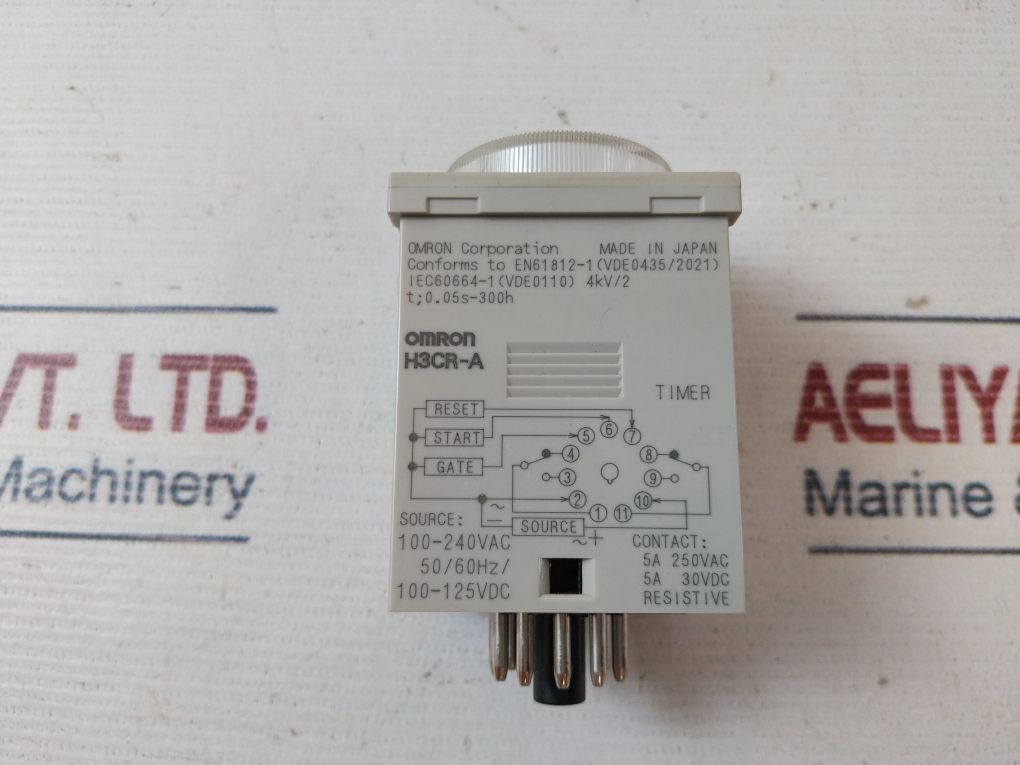 OMRON Corporation MADE IN JAPAN
Conforms to EN61812-1(VDE0435/2021)
IEC60664-1(VDE0110) 4kV/2
t;0.05s-300h
OMRON
H3CR-A
TIMER
RESET
START
GATE
6
5 7
4 8
3 9
2 10
1 11
~
−
SOURCE
~+
SOURCE:
100-240VAC
50/60Hz/
100-125VDC
CONTACT:
5A 250VAC
5A 30VDC
RESISTIVE
VT. LTD.
Machinery
AELIYA
Marine &